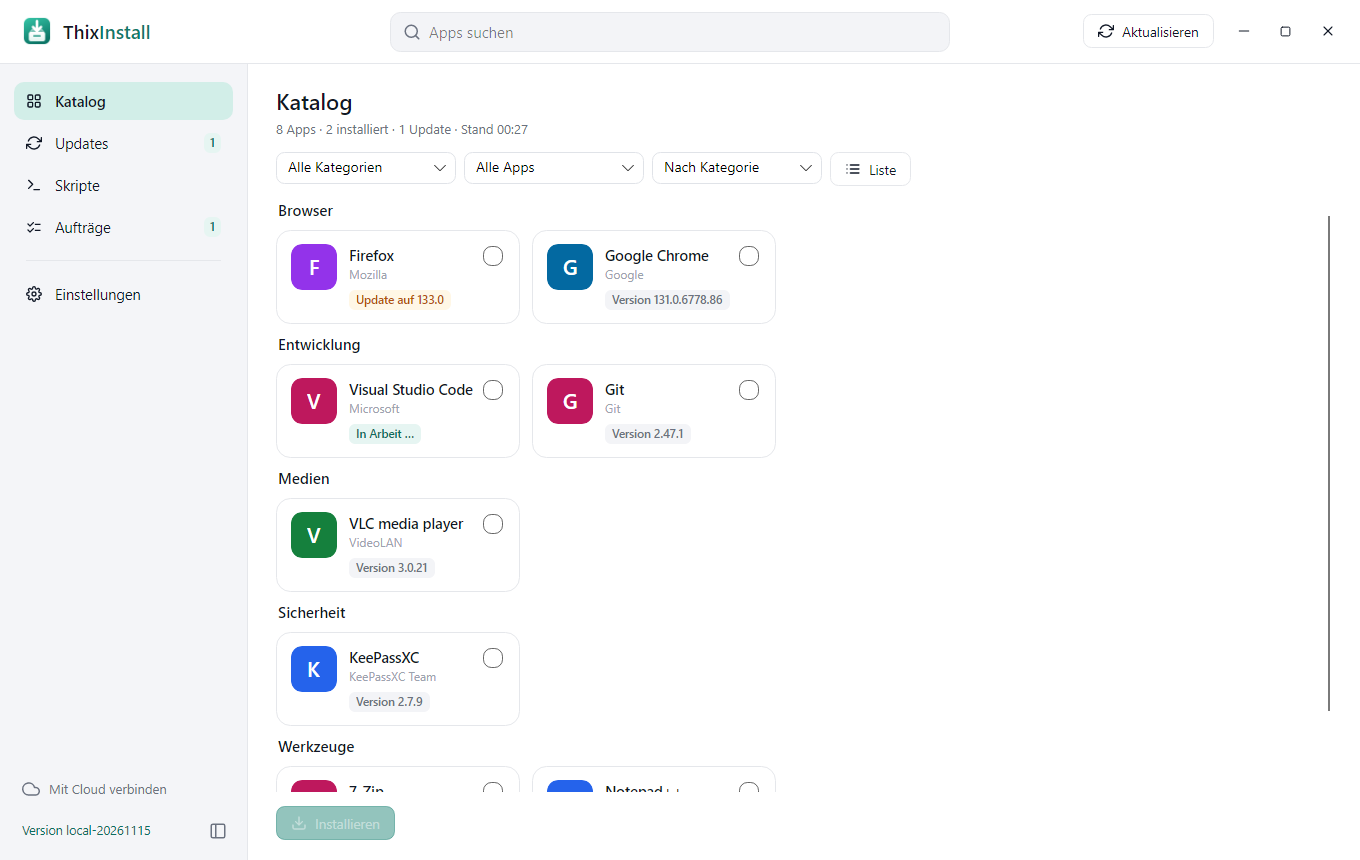 ThixInstall
Apps suchen
Aktualisieren
Katalog
Updates 1
Skripte
Aufträge 1
Einstellungen
Mit Cloud verbinden
Version local-20261115
Katalog
8 Apps · 2 installiert · 1 Update · Stand 00:27
Alle Kategorien Alle Apps Nach Kategorie Liste
Browser
F Firefox
Mozilla
Update auf 133.0
G Google Chrome
Google
Version 131.0.6778.86
Entwicklung
V Visual Studio Code
Microsoft
In Arbeit ...
G Git
Git
Version 2.47.1
Medien
V VLC media player
VideoLAN
Version 3.0.21
Sicherheit
K KeePassXC
KeePassXC Team
Version 2.7.9
Werkzeuge
7-Zip
Notepad++
Installieren